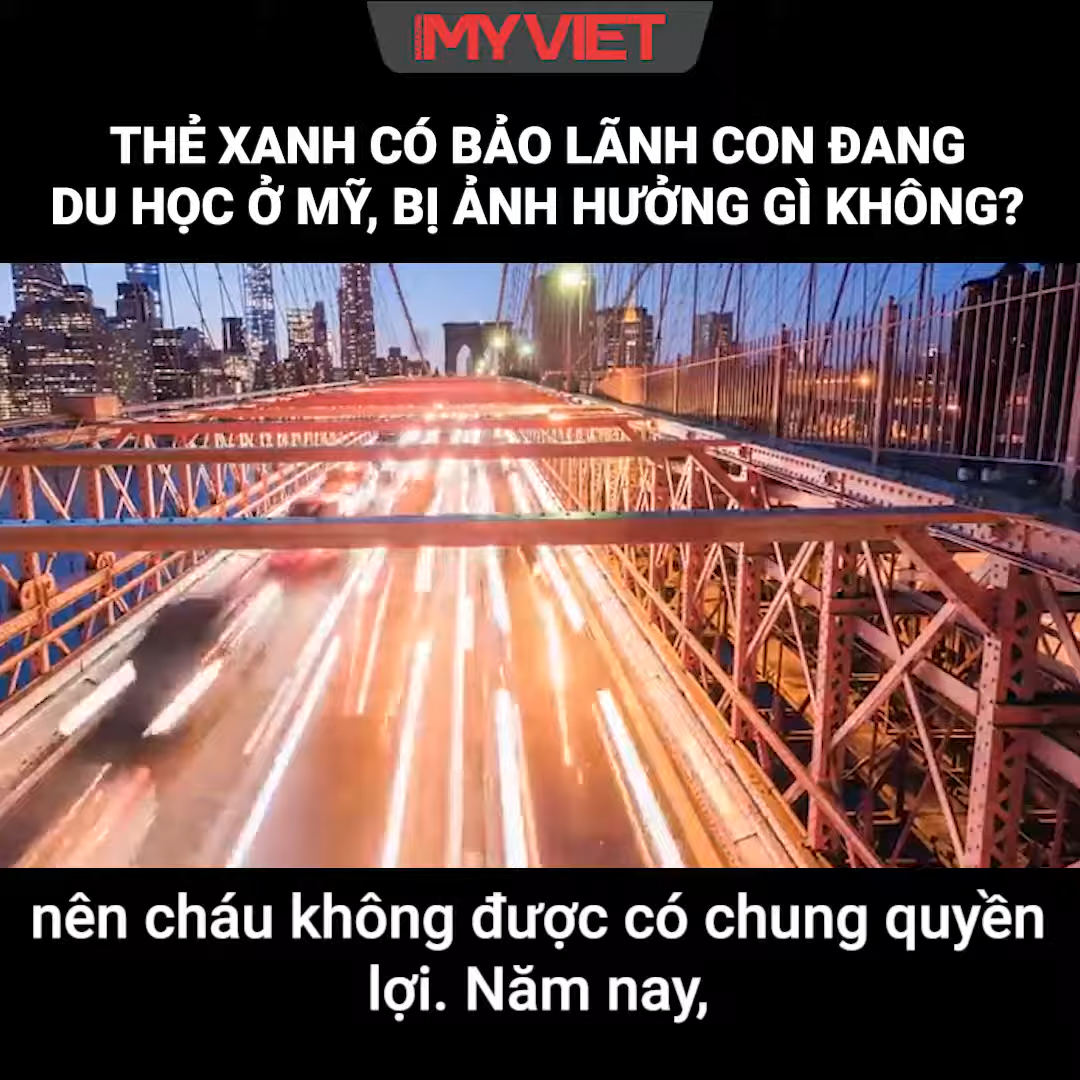 IMMYVIET
THẺ XANH CÓ BẢO LÃNH CON ĐANG
DU HỌC Ở MỸ, BỊ ẢNH HƯỞNG GÌ KHÔNG?
nên cháu không được có chung quyền
lợi. Năm nay,